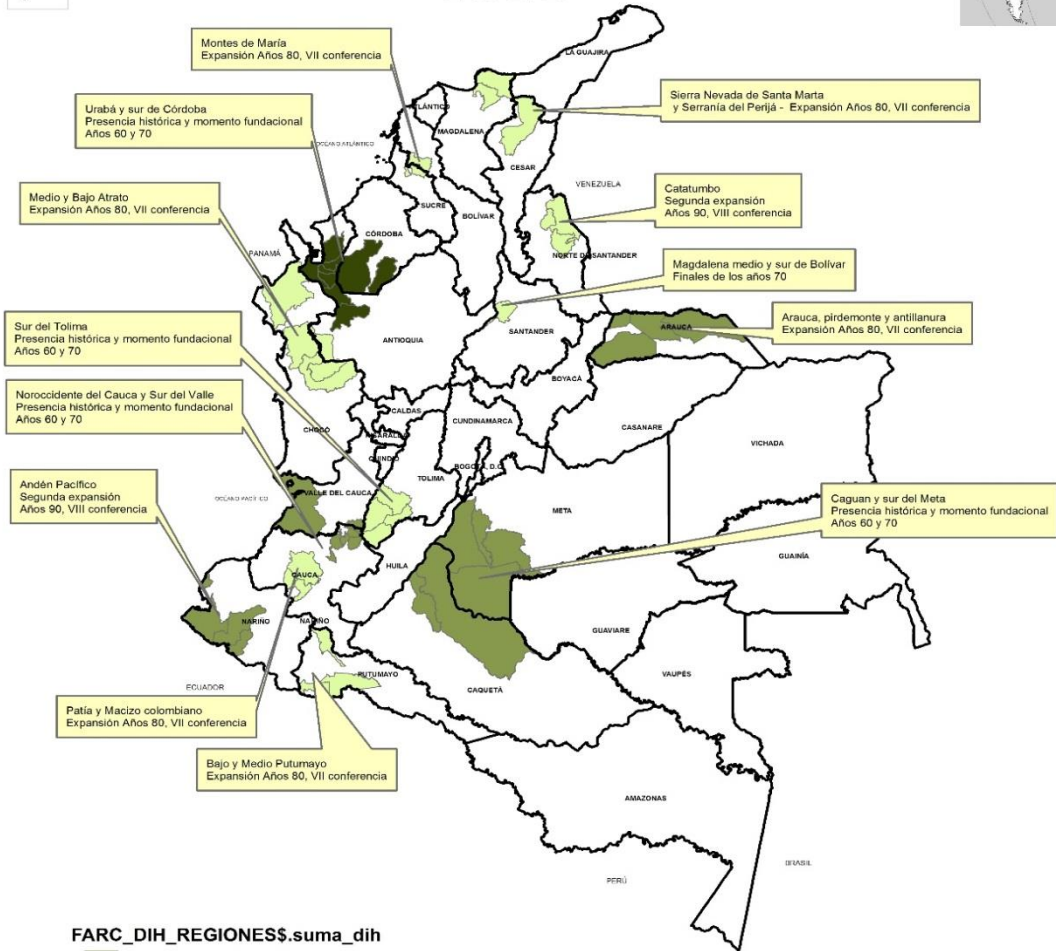 Montes de María
Expansión Años 80, VII conferencia
Urabá y sur de Córdoba
Presencia histórica y momento fundacional
Años 60 y 70
Medio y Bajo Atrato
Expansión Años 80, VII conferencia
Sur del Tolima
Presencia histórica y momento fundacional
Años 60 y 70
Noroccidente del Cauca y Sur del Valle
Presencia histórica y momento fundacional
Años 60 y 70
Andén Pacífico
Segunda expansión
Años 90, VIII conferencia
Patía y Macizo colombiano
Expansión Años 80, VII conferencia
Bajo y Medio Putumayo
Expansión Años 80, VII conferencia
Sierra Nevada de Santa Marta
y Serranía del Perijá - Expansión Años 80, VII conferencia
Catatumbo
Segunda expansión
Años 90, VIII conferencia
Magdalena medio y sur de Bolívar
Finales de los años 70
Arauca, pirdemonte y antillanura
Expansión Años 80, VII conferencia
Caguan y sur del Meta
Presencia histórica y momento fundacional
Años 60 y 70
LA GUAJIRA
MAGDALENA
OCÉANO ATLÁNTICO
CESAR
VENEZUELA
SUCRE
BOLÍVAR
CÓRDOBA
PANAMÁ
NORTE DE SANTANDER
SANTANDER
ARAUCA
ANTIOQUIA
BOYACÁ
CHOCÓ
CALDAS
CUNDINAMARCA
CASANARE
VICHADA
QUINDIO
BOGOTÁ, D.C.
TOLIMA
OCÉANO PACÍFICO
VALLE DEL CAUCA
META
GUAINÍA
HUILA
CAUCA
NARIÑO
NARIÑO
GUAVIARE
VAUPÉS
PUTUMAYO
CAQUETÁ
ECUADOR
AMAZONAS
BRASIL
PERÚ
FARC_DIH_REGIONES$.suma_dih